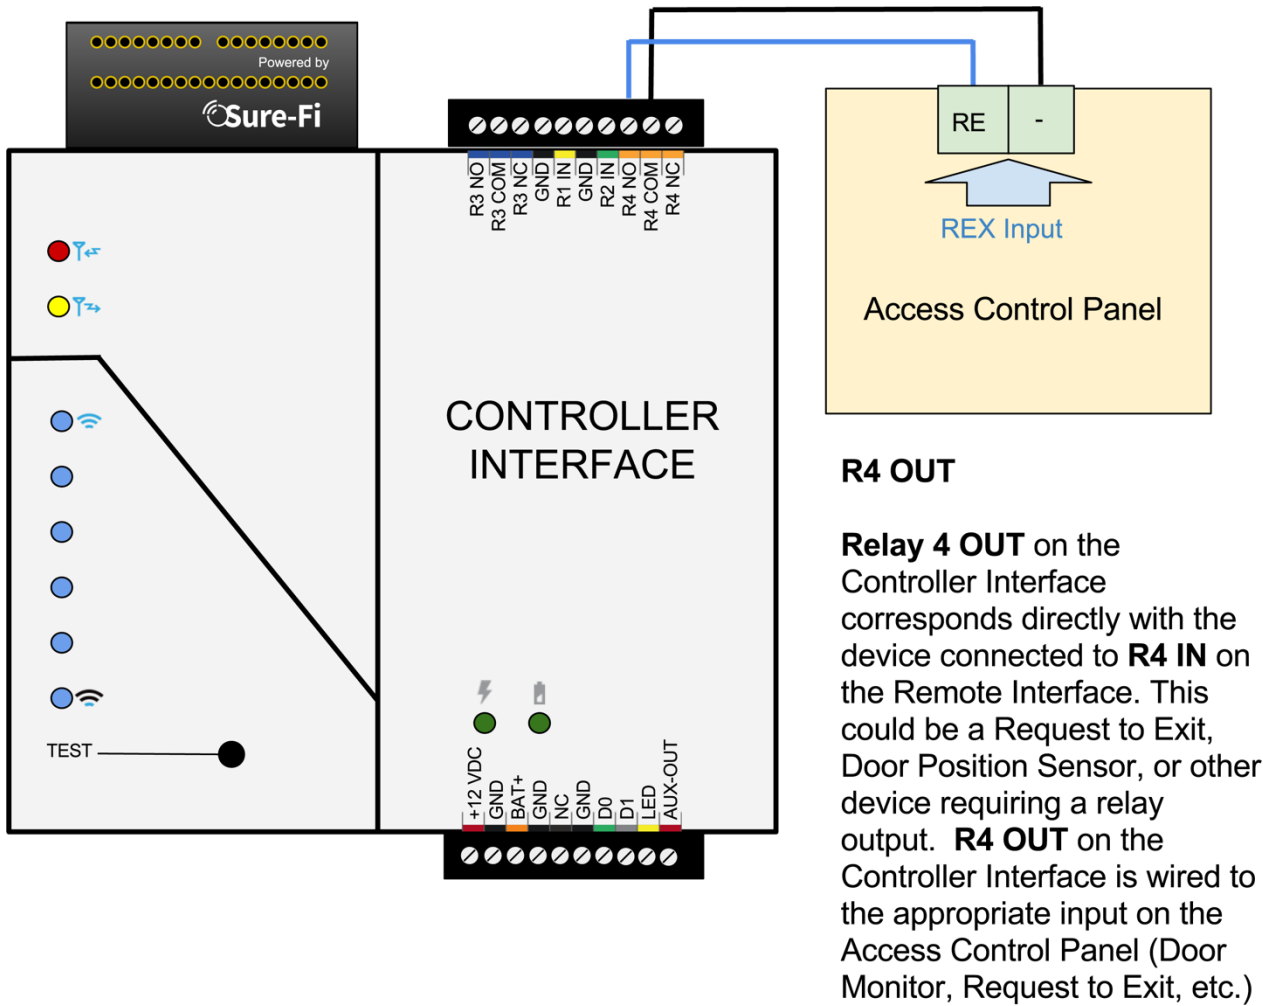 Powered by
Sure-Fi
R3 NO
R3 COM
R3 NC
GND
R1 IN
GND
R2 IN
R4 NO
R4 COM
R4 NC
RE
-
REX Input
Access Control Panel
CONTROLLER
INTERFACE
TEST
+12 VDC
GND
BAT+
GND
NC
GND
D0
D1
LED
AUX-OUT
R4 OUT
Relay 4 OUT on the
Controller Interface
corresponds directly with the
device connected to R4 IN on
the Remote Interface. This
could be a Request to Exit,
Door Position Sensor, or other
device requiring a relay
output.  R4 OUT on the
Controller Interface is wired to
the appropriate input on the
Access Control Panel (Door
Monitor, Request to Exit, etc.)